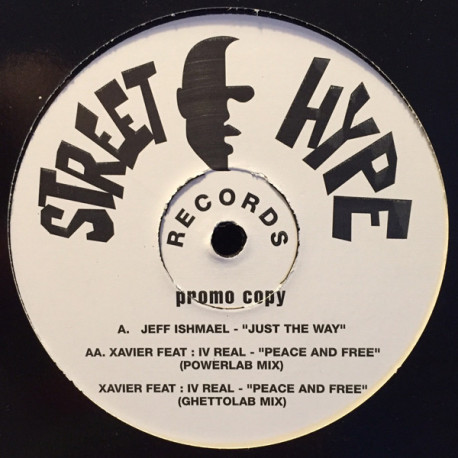 STREET HYPE
RECORDS
promo copy
A. JEFF ISHMAEL - "JUST THE WAY"
AA. XAVIER FEAT : IV REAL - "PEACE AND FREE"
(POWERLAB MIX)
XAVIER FEAT : IV REAL - "PEACE AND FREE"
(GHETTOLAB MIX)